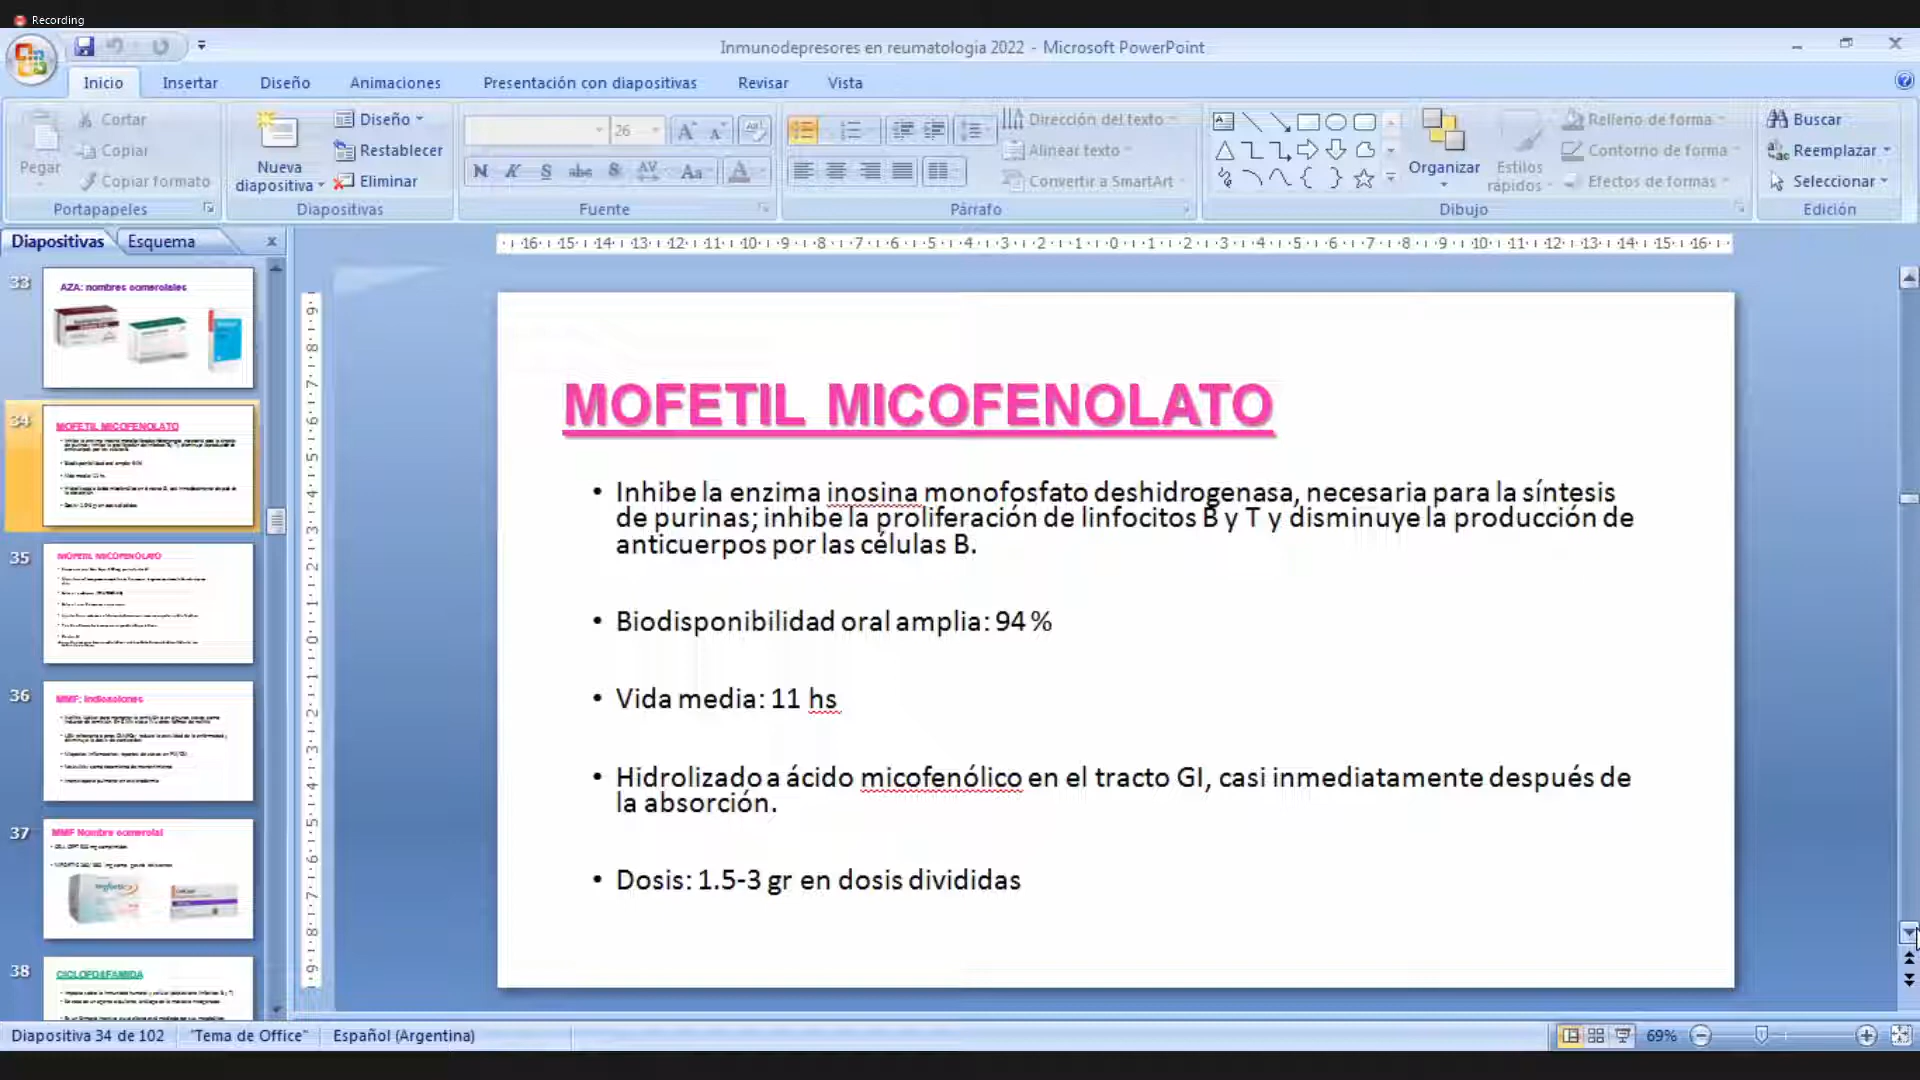 Recording
Inmunodepresores en reumatologia 2022 - Microsoft PowerPoint
Inicio Insertar Diseño Animaciones Presentación con diapositivas Revisar Vista
Pegar
Cortar
Copiar
Copiar formato
Portapapeles
Nueva diapositiva
Diseño
Restablecer
Eliminar
Diapositivas
26
Fuente
Párrafo
Dirección del texto
Alinear texto
Convertir a SmartArt
Organizar
Estilos rápidos
Relleno de forma
Contorno de forma
Efectos de formas
Dibujo
Buscar
Reemplazar
Seleccionar
Edición
Diapositivas Esquema
33
AZA: nombres comerciales
34
MOFETIL MICOFENOLATO
35
MOFETIL MICOFENOLATO
36
MMF: Indicaciones
37
MMF Nombre comercial
38
CICLOFOSFAMIDA
MOFETIL MICOFENOLATO
• Inhibe la enzima inosina monofosfato deshidrogenasa, necesaria para la síntesis
de purinas; inhibe la proliferación de linfocitos B y T y disminuye la producción de
anticuerpos por las células B.
• Biodisponibilidad oral amplia: 94 %
• Vida media: 11 hs
• Hidrolizado a ácido micofenólico en el tracto GI, casi inmediatamente después de
la absorción.
• Dosis: 1.5-3 gr en dosis divididas
Diapositiva 34 de 102 "Tema de Office" Español (Argentina) 69%